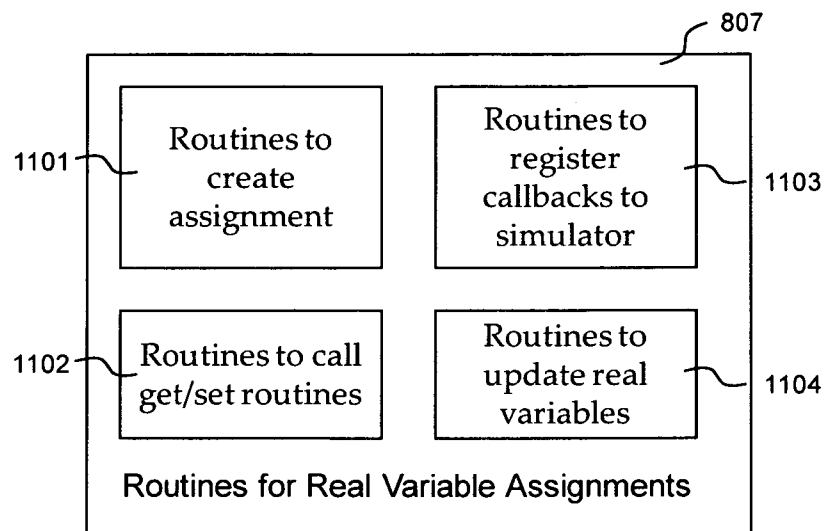 807
1101
Routines to
create
assignment
Routines to
register
callbacks to
simulator
1103
1102
Routines to call
get/set routines
Routines to
update real
variables
1104
Routines for Real Variable Assignments